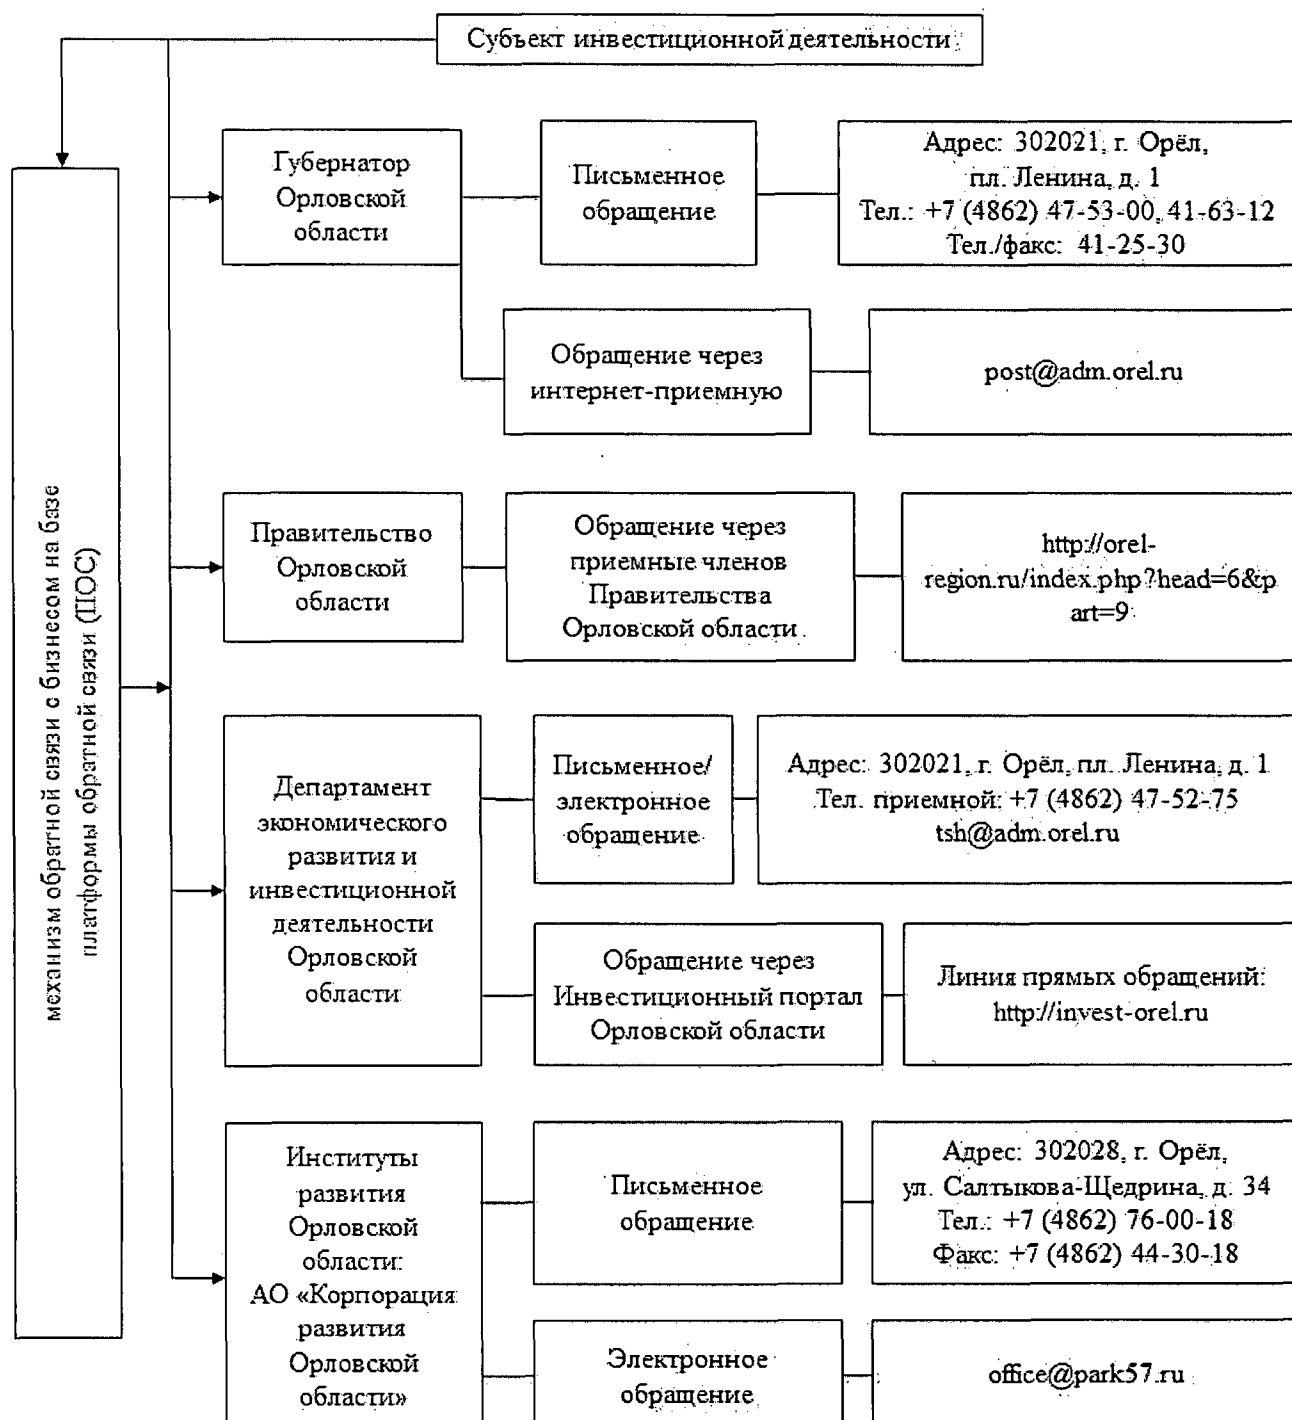 Субъект инвестиционной деятельности
механизм обратной связи с бизнесом на базе
платформы обратной связи (ПОС)
Губернатор
Орловской
области
Письменное
обращение
Адрес: 302021, г. Орёл,
пл. Ленина, д. 1
Тел.: +7 (4862) 47-53-00, 41-63-12
Тел./факс: 41-25-30
Обращение через
интернет-приемную
post@adm.orel.ru
Правительство
Орловской
области
Обращение через
приемные членов
Правительства
Орловской области
http://orel-
region.ru/index.php?head=6&p
art=9
Департамент
экономического
развития и
инвестиционной
деятельности
Орловской
области
Письменное/
электронное
обращение
Адрес: 302021, г. Орёл, пл. Ленина, д. 1
Тел. приемной: +7 (4862) 47-52-75
tsh@adm.orel.ru
Обращение через
Инвестиционный портал
Орловской области
Линия прямых обращений:
http://invest-orel.ru
Институты
развития
Орловской
области:
АО «Корпорация
развития
Орловской
области»
Письменное
обращение
Адрес: 302028, г. Орёл,
ул. Салтыкова-Щедрина, д. 34
Тел.: +7 (4862) 76-00-18
Факс: +7 (4862) 44-30-18
Электронное
обращение
office@park57.ru